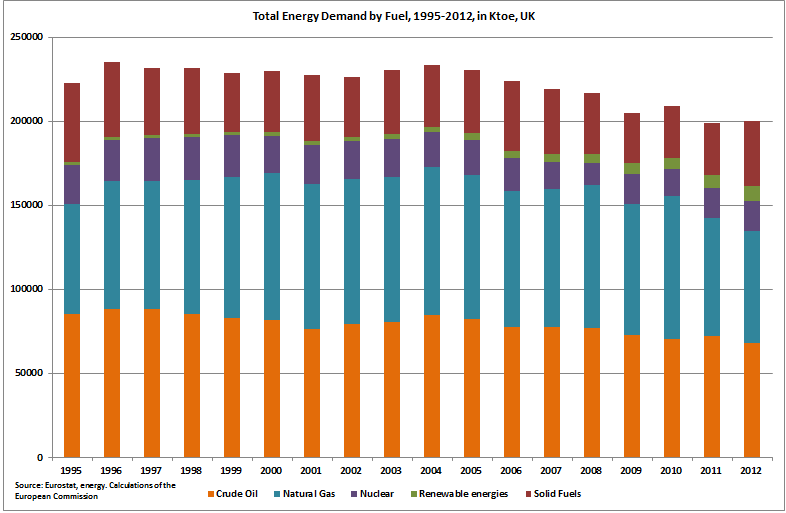 Total Energy Demand by Fuel, 1995-2012, in Ktoe, UK
250000
200000
150000
100000
50000
0
1995 1996 1997 1998 1999 2000 2001 2002 2003 2004 2005 2006 2007 2008 2009 2010 2011 2012
Source: Eurostat, energy. Calculations of the
European Commission
Crude Oil Natural Gas Nuclear Renewable energies Solid Fuels